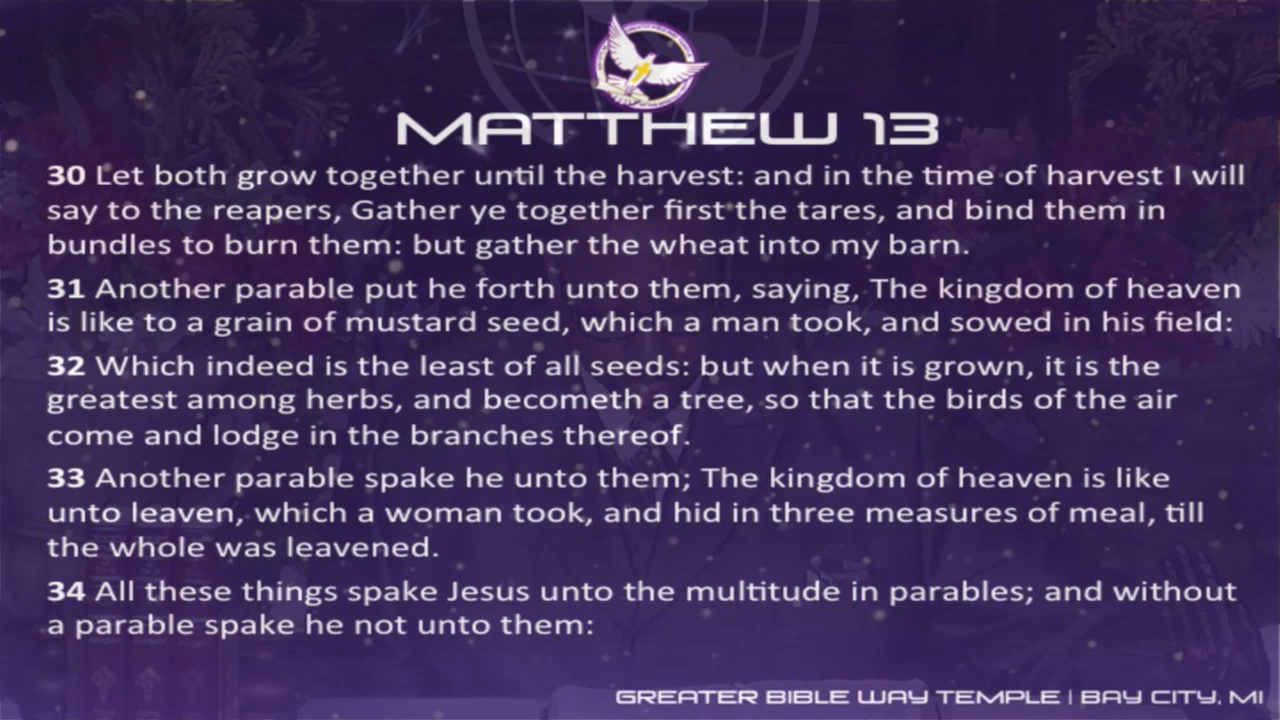 MATTHEW 13
30 Let both grow together until the harvest: and in the time of harvest I will
say to the reapers, Gather ye together first the tares, and bind them in
bundles to burn them: but gather the wheat into my barn.
31 Another parable put he forth unto them, saying, The kingdom of heaven
is like to a grain of mustard seed, which a man took, and sowed in his field:
32 Which indeed is the least of all seeds: but when it is grown, it is the
greatest among herbs, and becometh a tree, so that the birds of the air
come and lodge in the branches thereof.
33 Another parable spake he unto them; The kingdom of heaven is like
unto leaven, which a woman took, and hid in three measures of meal, till
the whole was leavened.
34 All these things spake Jesus unto the multitude in parables; and without
a parable spake he not unto them:
GREATER BIBLE WAY TEMPLE | BAY CITY, MI